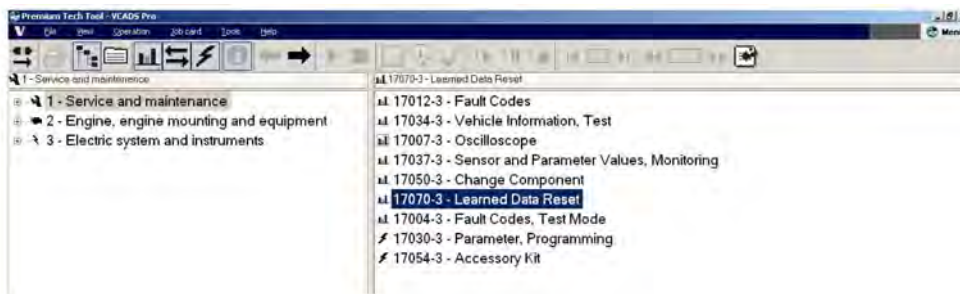 Premium Tech Tool - VCADS Pro
V File View Operation Job card Tools Help
Menu
1 - Service and maintenance
17070-3 - Learned Data Reset
1 - Service and maintenance
2 - Engine, engine mounting and equipment
3 - Electric system and instruments
17012-3 - Fault Codes
17034-3 - Vehicle Information, Test
17007-3 - Oscilloscope
17037-3 - Sensor and Parameter Values, Monitoring
17050-3 - Change Component
17070-3 - Learned Data Reset
17004-3 - Fault Codes, Test Mode
17030-3 - Parameter, Programming
17054-3 - Accessory Kit